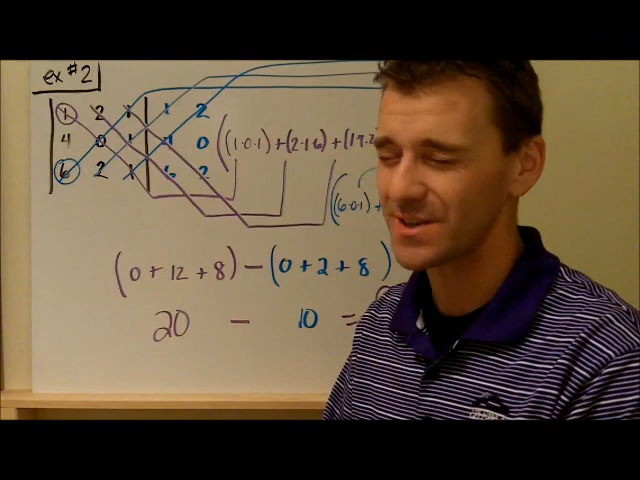 ex #2
1 2 1 1 2
4 0 1 4 0 ((1·0·1) + (2·1·6) + (1·4·2
6 2 1 6 2 ((6·0·1) +
(0 + 12 + 8) - (0 + 2 + 8)
20 - 10 =